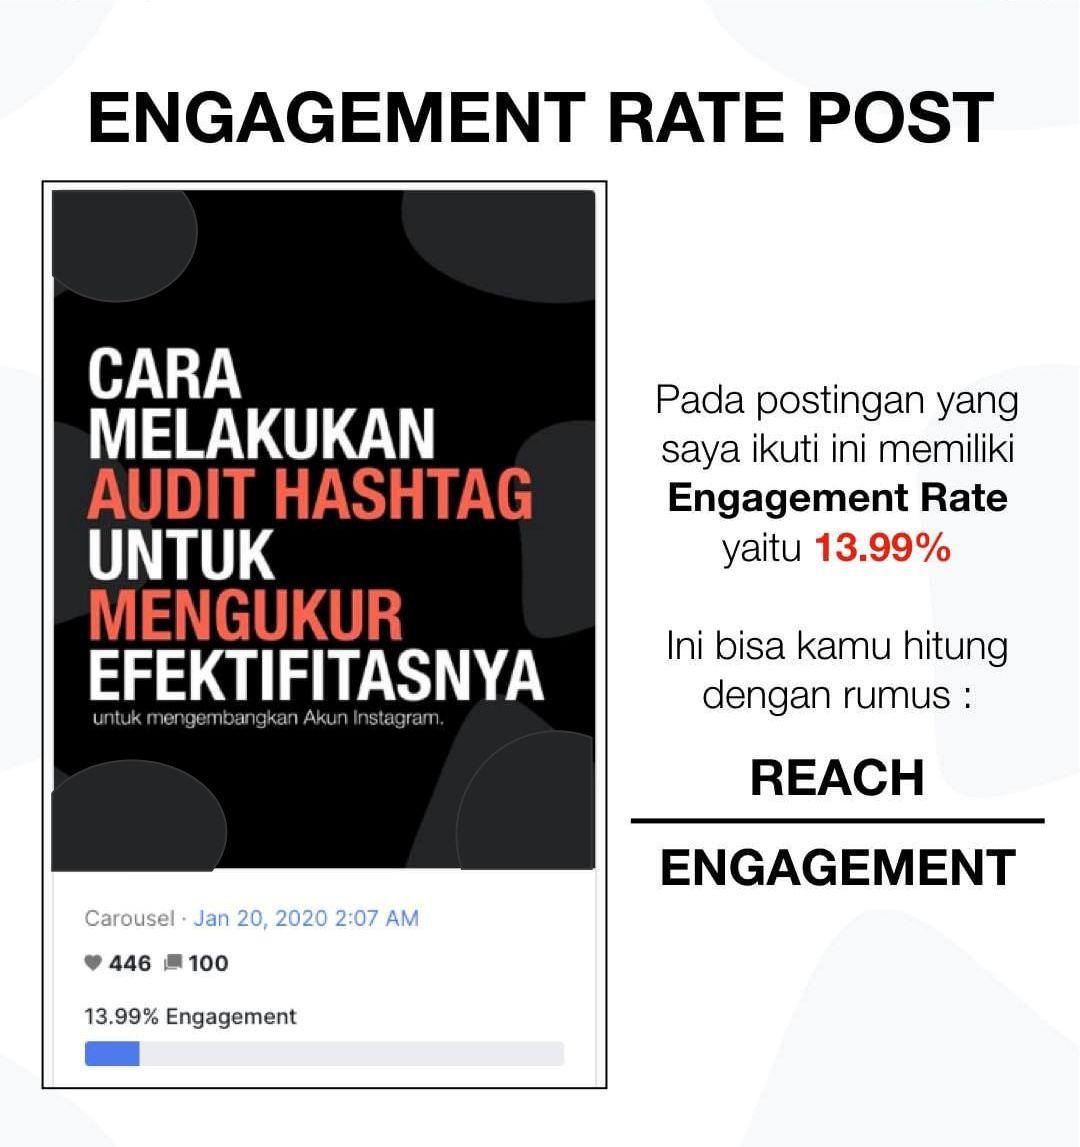 ENGAGEMENT RATE POST
CARA
MELAKUKAN
AUDIT HASHTAG
UNTUK
MENGUKUR
EFEKTIFITASNYA
untuk mengembangkan Akun Instagram.
Carousel · Jan 20, 2020 2:07 AM
446 100
13.99% Engagement
Pada postingan yang
saya ikuti ini memiliki
Engagement Rate
yaitu 13.99%
Ini bisa kamu hitung
dengan rumus :
REACH
ENGAGEMENT